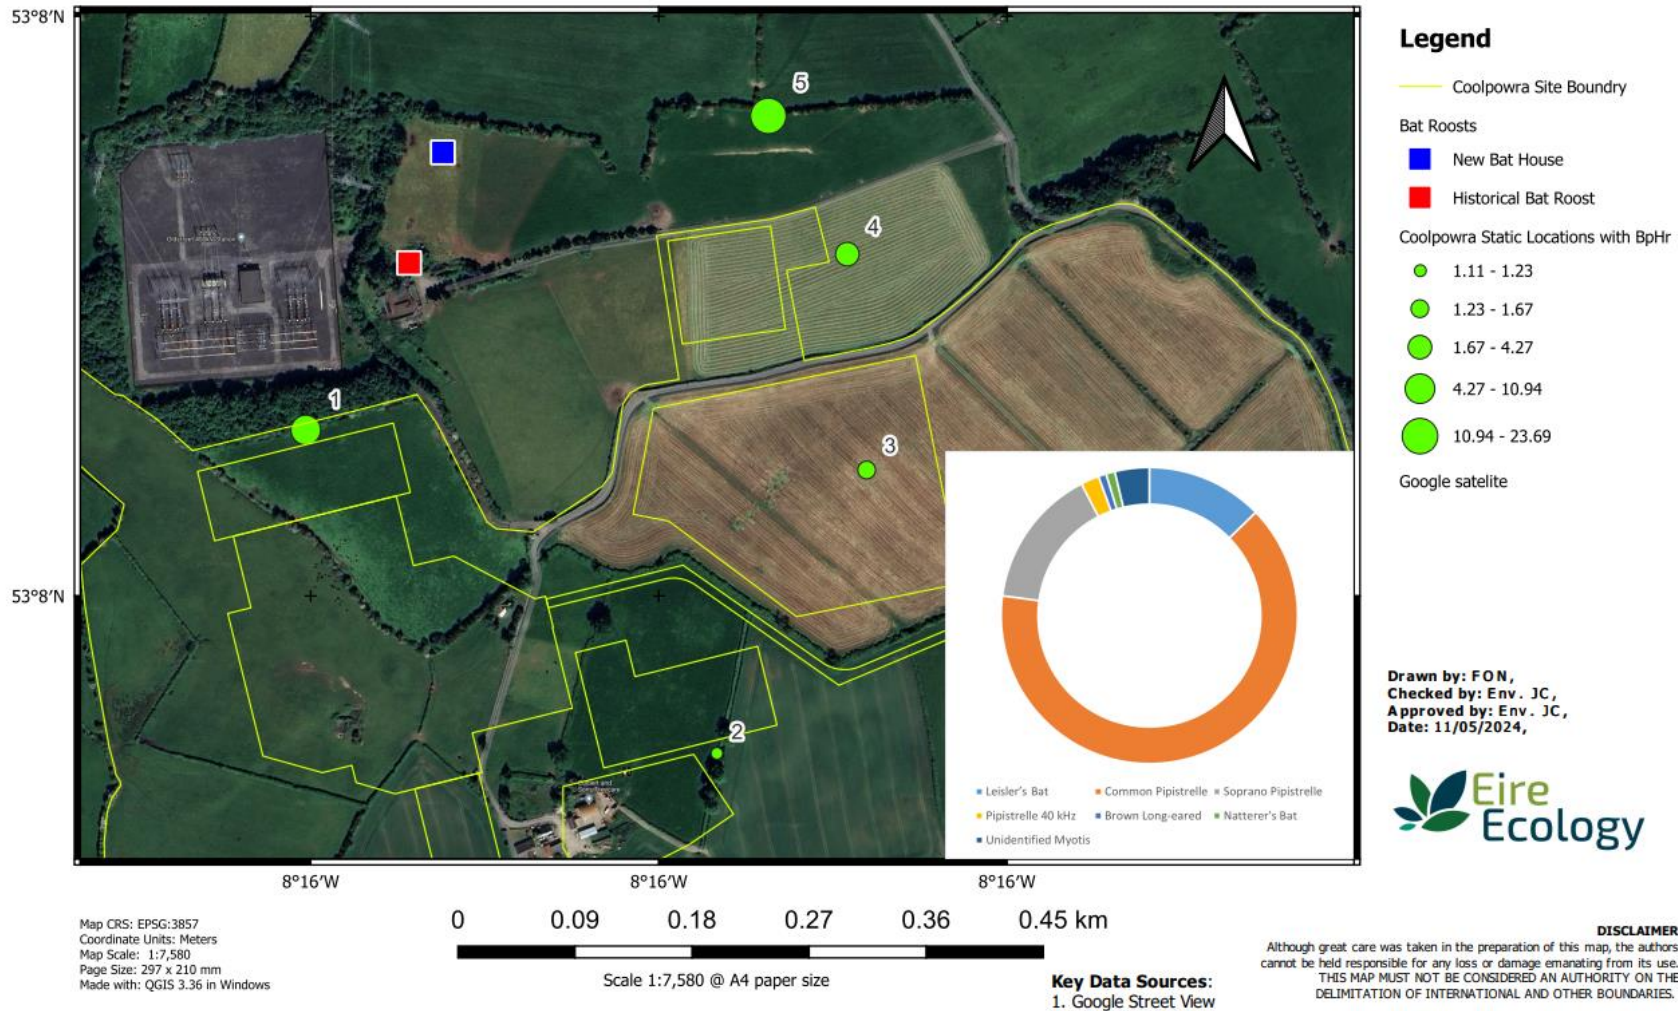 53°8′N
53°8′N
8°16′W
8°16′W
8°16′W
1
2
3
4
5
Leisler's Bat
Common Pipistrelle
Soprano Pipistrelle
Pipistrelle 40 kHz
Brown Long-eared
Natterer's Bat
Unidentified Myotis
Legend
Coolpowra Site Boundry
Bat Roosts
New Bat House
Historical Bat Roost
Coolpowra Static Locations with BpHr
1.11 - 1.23
1.23 - 1.67
1.67 - 4.27
4.27 - 10.94
10.94 - 23.69
Google satelite
Drawn by: FON,
Checked by: Env. JC,
Approved by: Env. JC,
Date: 11/05/2024,
Eire
Ecology
Map CRS: EPSG:3857
Coordinate Units: Meters
Map Scale: 1:7,580
Page Size: 297 x 210 mm
Made with: QGIS 3.36 in Windows
0 0.09 0.18 0.27 0.36 0.45 km
Scale 1:7,580 @ A4 paper size
Key Data Sources:
1. Google Street View
DISCLAIMER
Although great care was taken in the preparation of this map, the authors
cannot be held responsible for any loss or damage emanating from its use.
THIS MAP MUST NOT BE CONSIDERED AN AUTHORITY ON THE
DELIMITATION OF INTERNATIONAL AND OTHER BOUNDARIES.